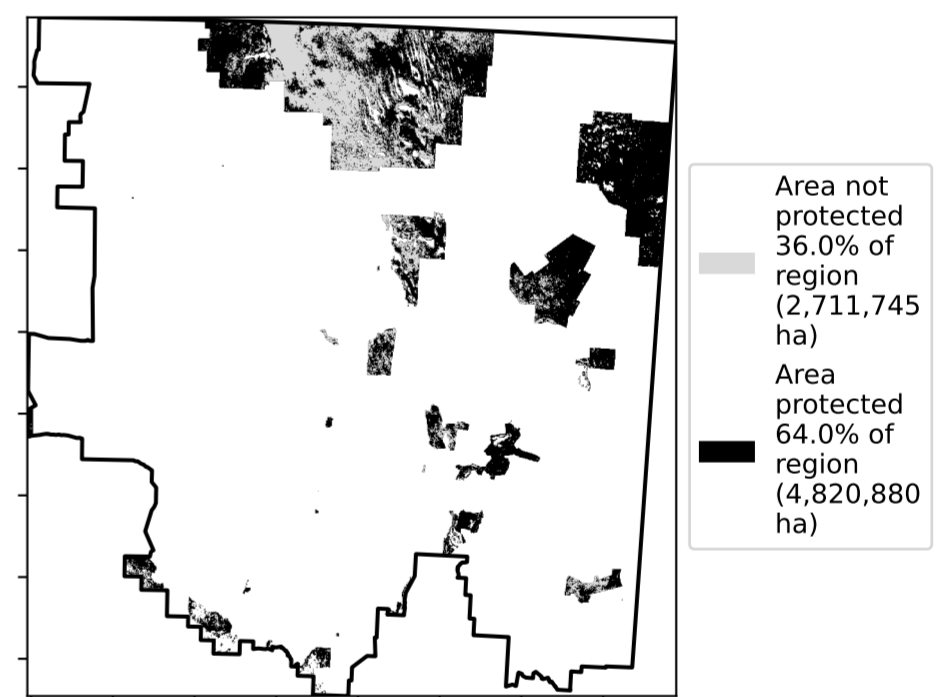 Area not
protected
36.0% of
region
(2,711,745
ha)
Area
protected
64.0% of
region
(4,820,880
ha)